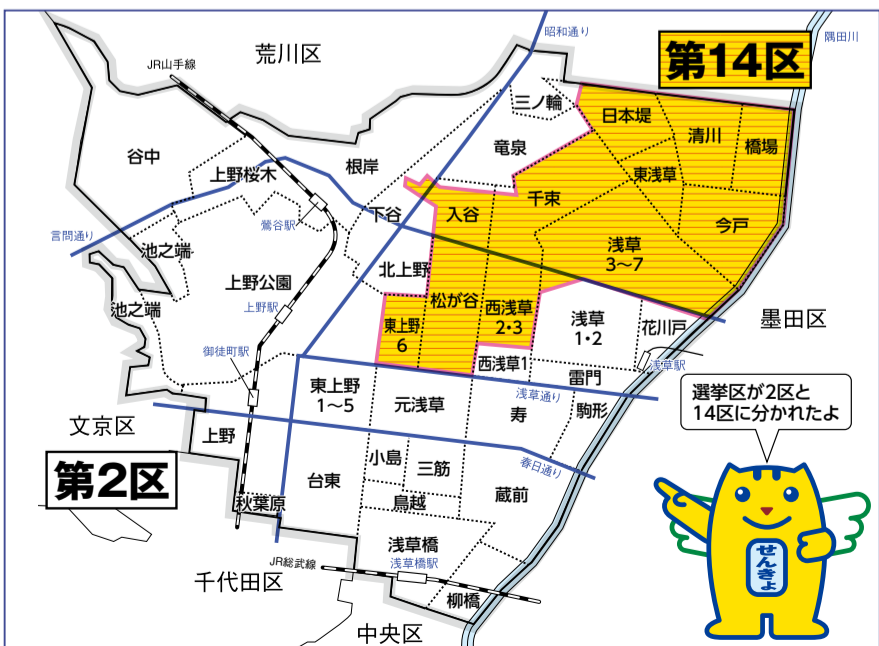 昭和通り
隅田川
荒川区
第14区
JR山手線
三ノ輪
日本堤
清川
橋場
谷中
竜泉
根岸
上野桜木
東浅草
千束
下谷
入谷
今戸
鶯谷駅
言問通り
池之端
浅草
3〜7
北上野
上野公園
松が谷
池之端
上野駅
西浅草
2・3
東上野
6
浅草
1・2
花川戸
墨田区
御徒町駅
西浅草1
浅草駅
雷門
東上野
1〜5
元浅草
浅草通り
寿
駒形
選挙区が2区と
14区に分かれたよ
文京区
上野
第2区
小島
三筋
春日通り
台東
蔵前
秋葉原
鳥越
浅草橋
せんきょ
JR総武線
浅草橋駅
千代田区
柳橋
中央区